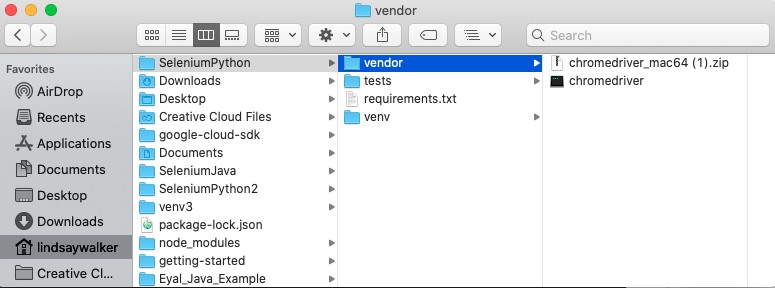 vendor
Search
Favorites
AirDrop
Recents
Applications
Documents
Desktop
Downloads
lindsaywalker
Creative Cl...
SeleniumPython
Downloads
Desktop
Creative Cloud Files
google-cloud-sdk
Documents
SeleniumJava
SeleniumPython2
venv3
package-lock.json
node_modules
getting-started
Eyal_Java_Example
vendor
tests
requirements.txt
venv
chromedriver_mac64 (1).zip
chromedriver